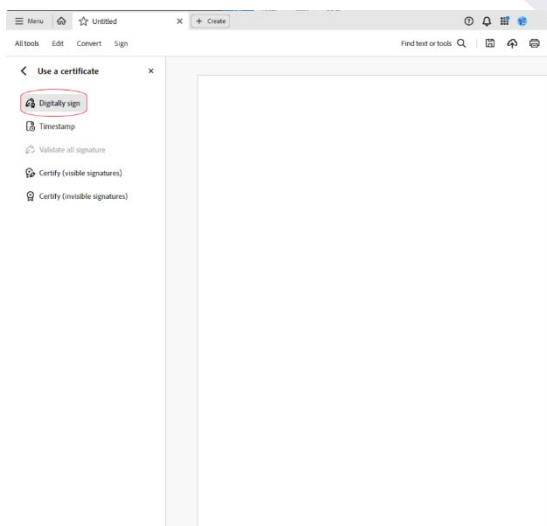 Menu Untitled × + Create
All tools Edit Convert Sign Find text or tools
Use a certificate ×
Digitally sign
Timestamp
Validate all signature
Certify (visible signatures)
Certify (invisible signatures)